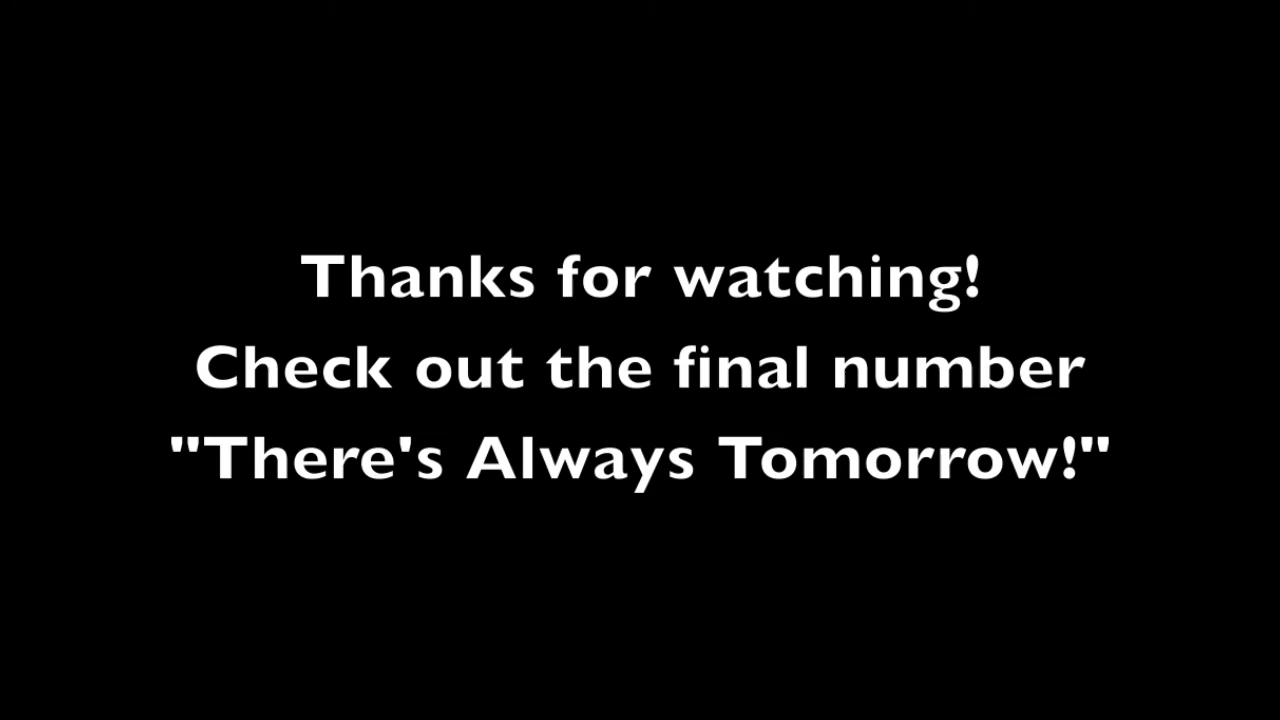 Thanks for watching!
Check out the final number
"There's Always Tomorrow!"